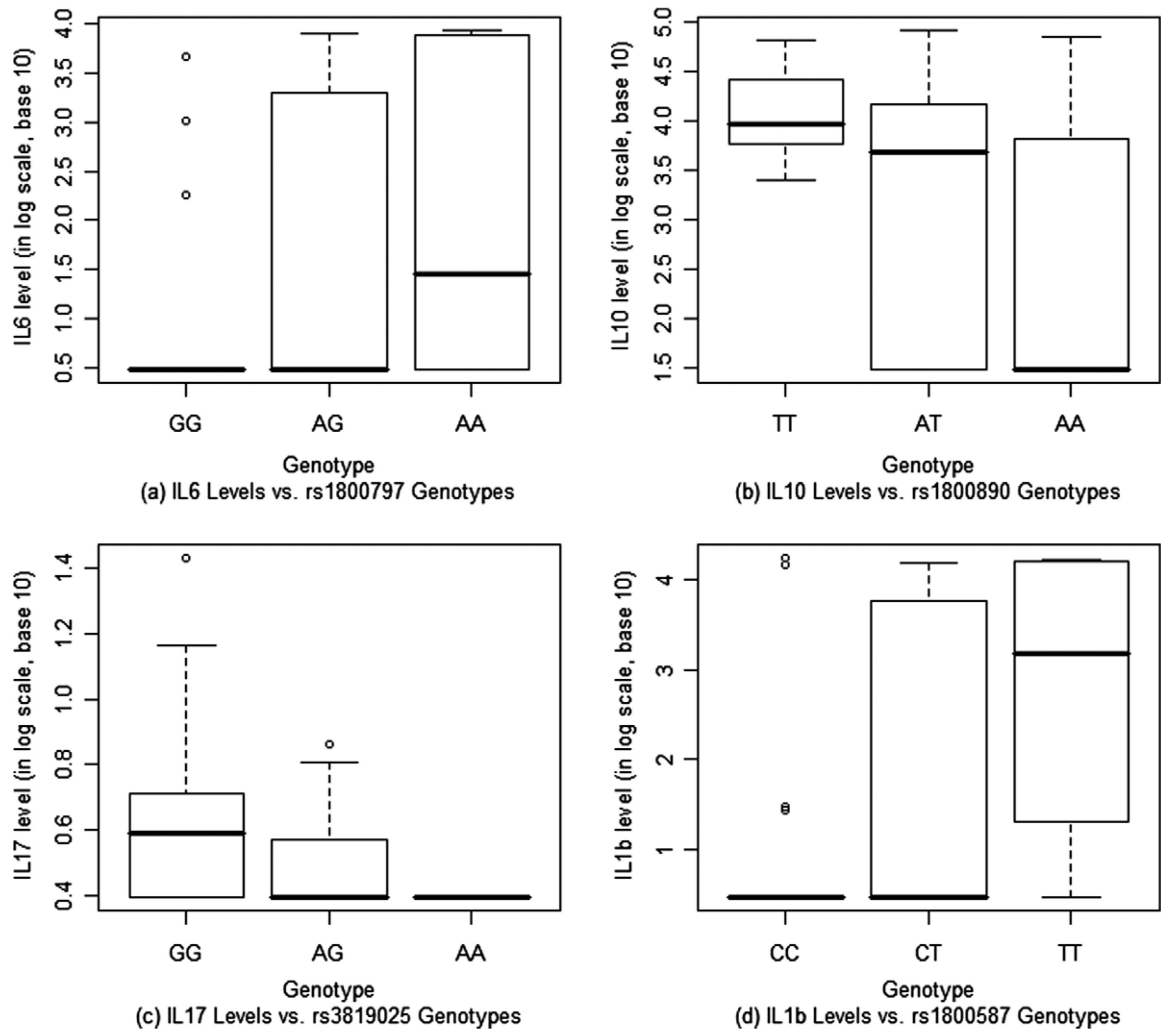 IL6 level (in log scale, base 10)
4.0
3.5
3.0
2.5
2.0
1.5
1.0
0.5
GG AG AA
Genotype
(a) IL6 Levels vs. rs1800797 Genotypes
IL10 level (in log scale, base 10)
5.0
4.5
4.0
3.5
3.0
2.5
2.0
1.5
TT AT AA
Genotype
(b) IL10 Levels vs. rs1800890 Genotypes
IL17 level (in log scale, base 10)
1.4
1.2
1.0
0.8
0.6
0.4
GG AG AA
Genotype
(c) IL17 Levels vs. rs3819025 Genotypes
IL1b level (in log scale, base 10)
4
3
2
1
CC CT TT
Genotype
(d) IL1b Levels vs. rs1800587 Genotypes